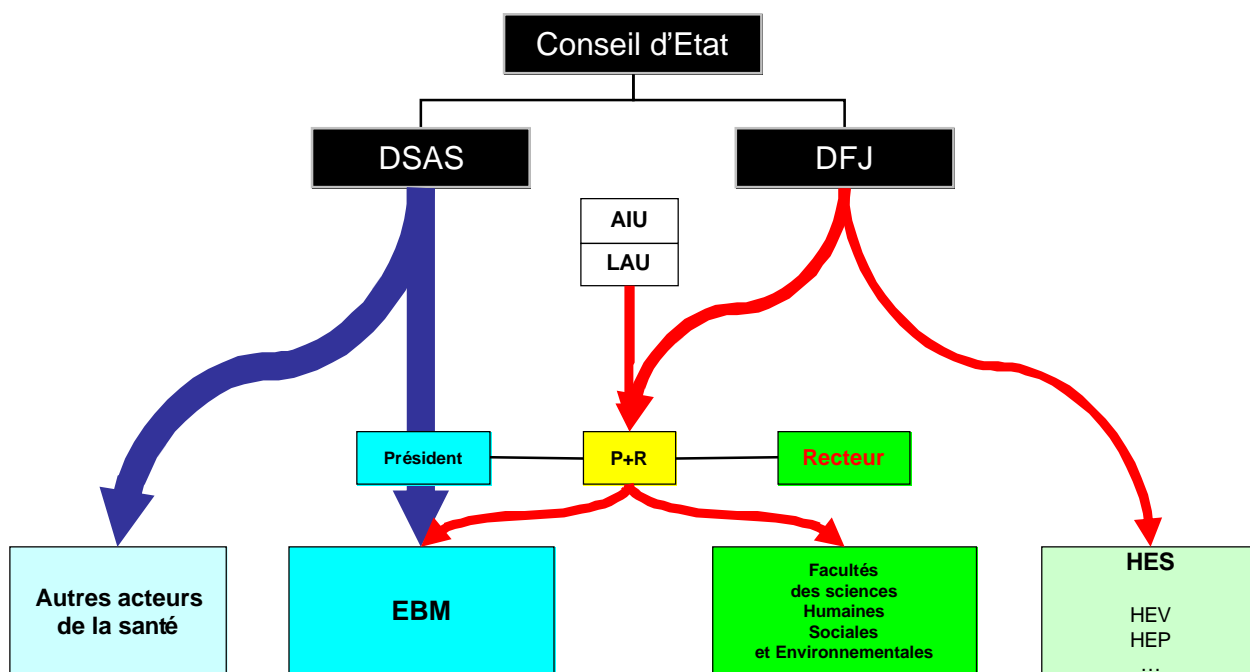 Conseil d'Etat
DSAS
DFJ
AIU
LAU
Président
P+R
Recteur
Autres acteurs
de la santé
EBM
Facultés
des sciences
Humaines
Sociales
et Environnementales
HES
HEV
HEP
…